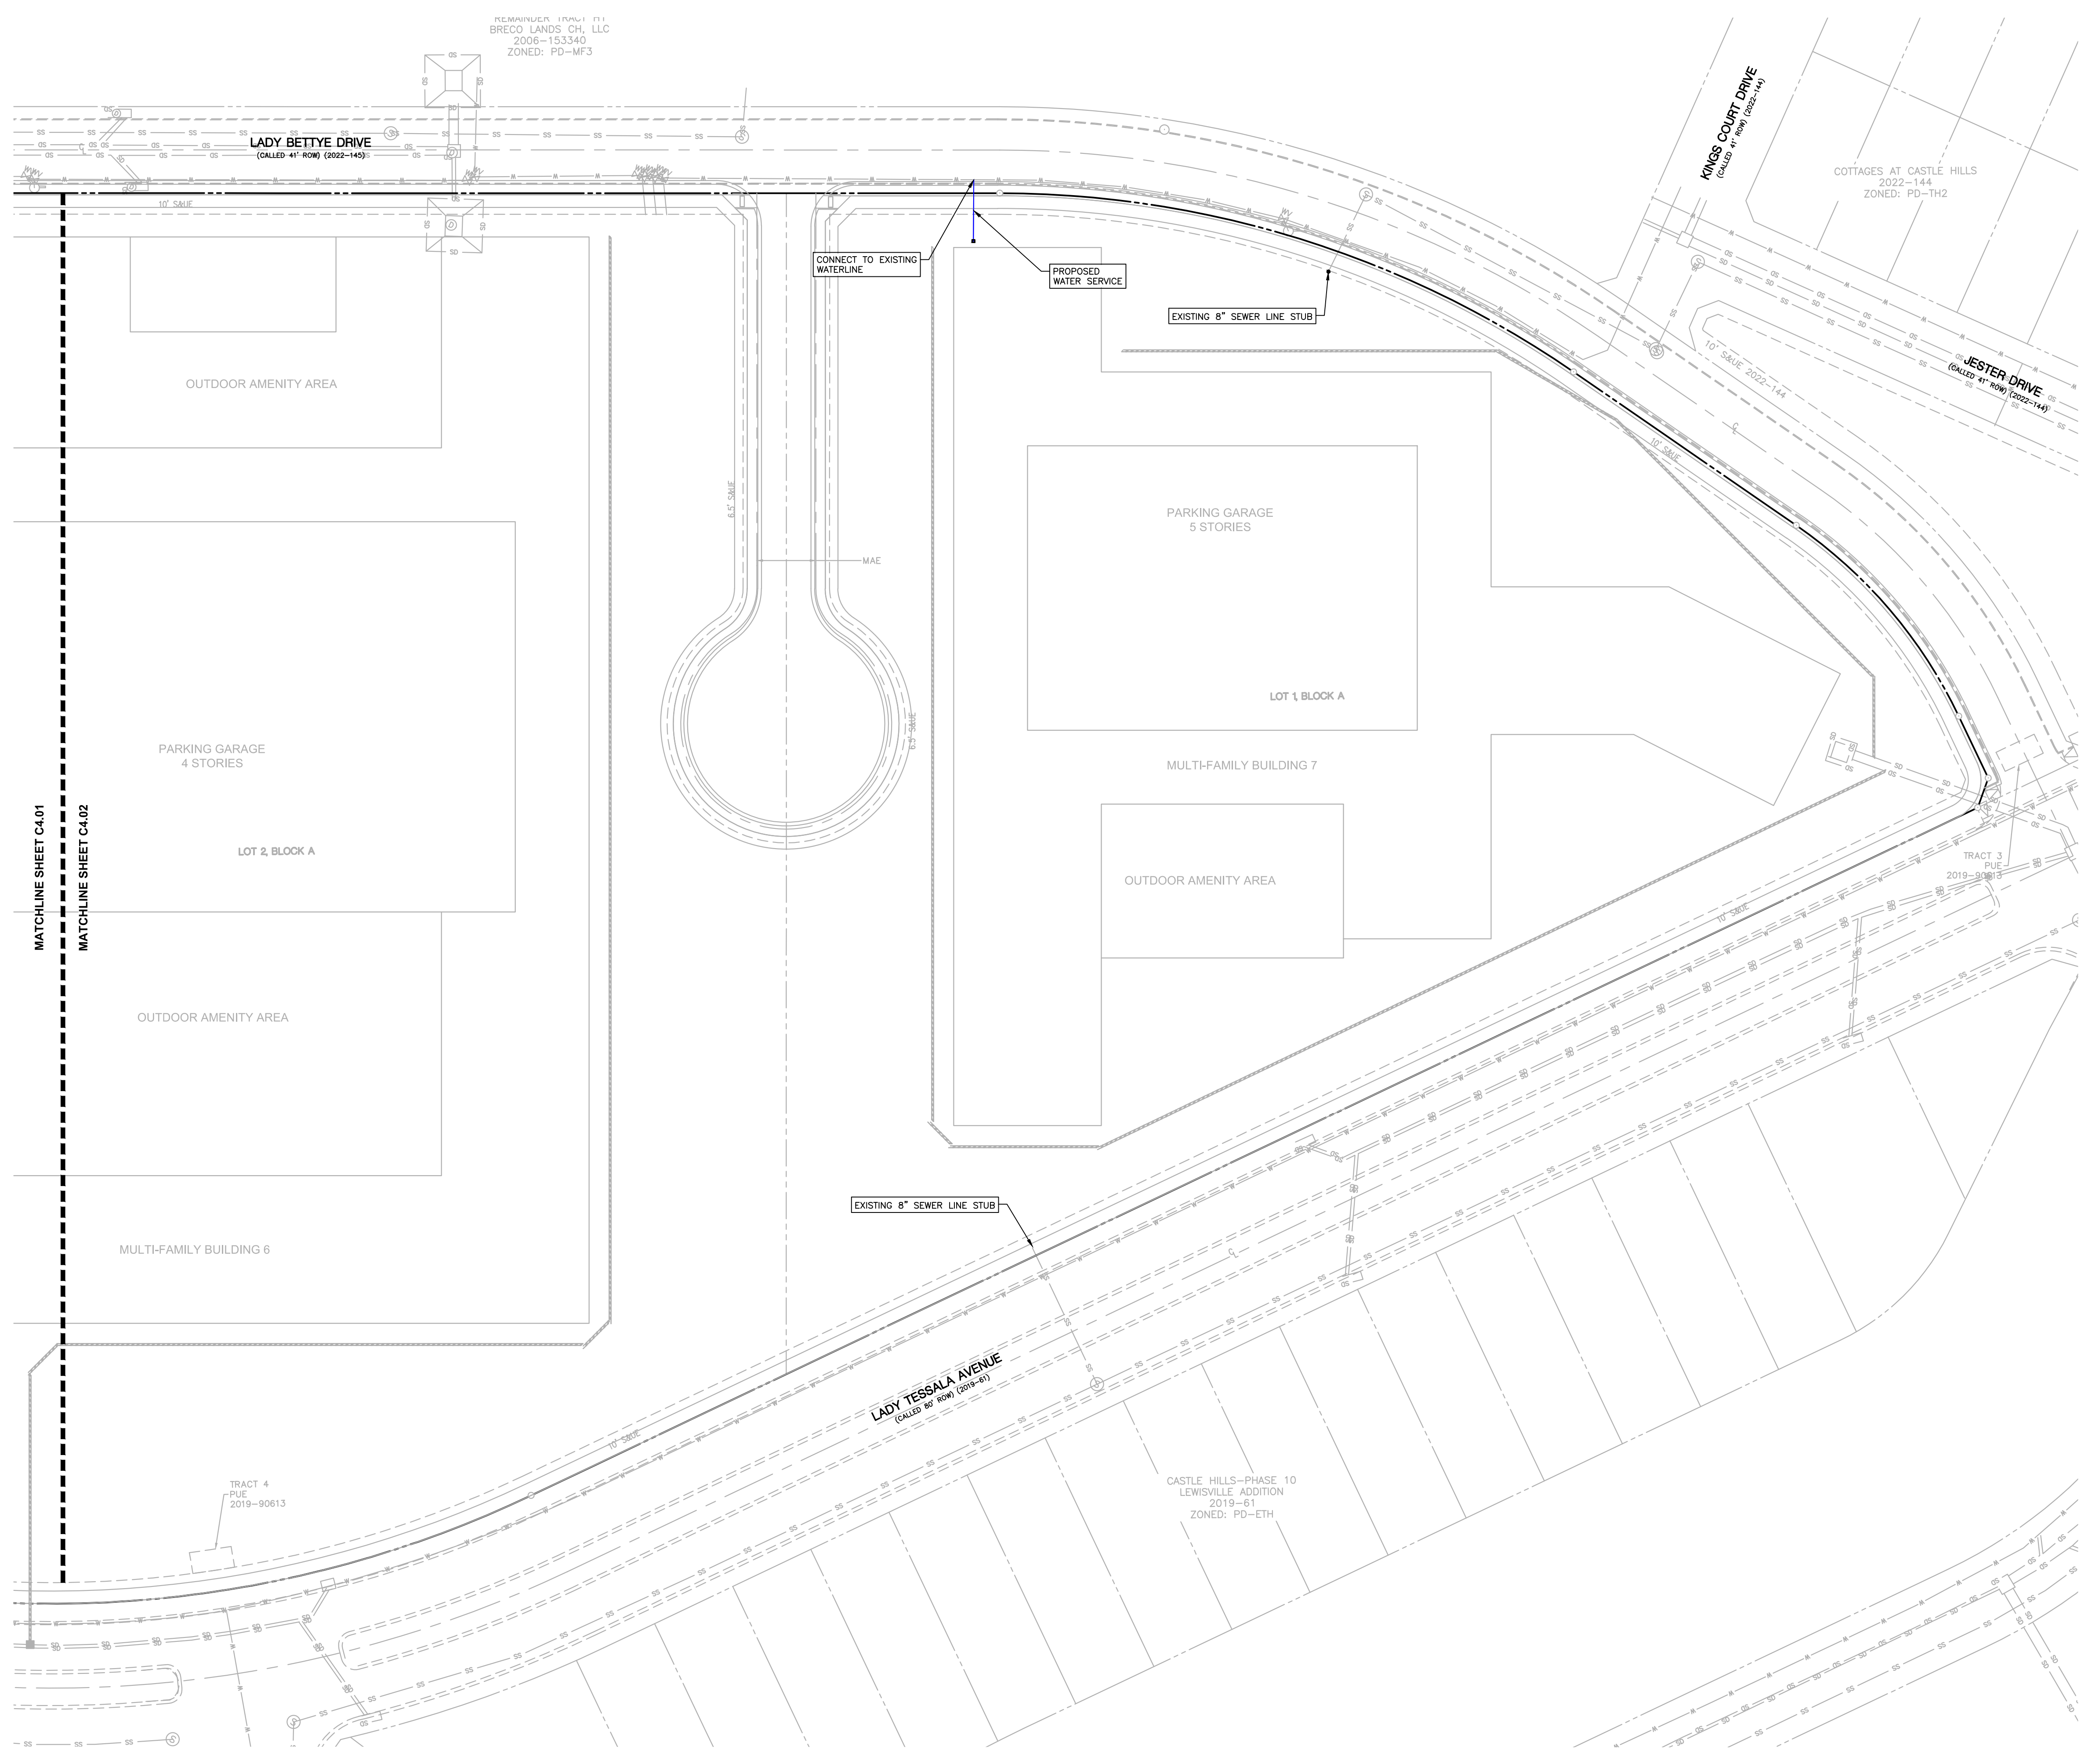 REMAINDER TRACT H1
BRECO LANDS CH, LLC
2006-153340
ZONED: PD-MF3
LADY BETTYE DRIVE
(CALLED 41' ROW) (2022-145)
10' S&UE
KINGS COURT DRIVE
(CALLED 41' ROW) (2022-144)
COTTAGES AT CASTLE HILLS
2022-144
ZONED: PD-TH2
CONNECT TO EXISTING
WATERLINE
PROPOSED
WATER SERVICE
EXISTING 8" SEWER LINE STUB
10' S&UE 2022-144
JESTER DRIVE
(CALLED 41' ROW) (2022-144)
OUTDOOR AMENITY AREA
10' S&UE
6.5' S&UE
PARKING GARAGE
5 STORIES
MAE
LOT 1, BLOCK A
6.5' S&UE
PARKING GARAGE
4 STORIES
MULTI-FAMILY BUILDING 7
MATCHLINE SHEET C4.01
MATCHLINE SHEET C4.02
LOT 2, BLOCK A
TRACT 3
PUE
2019-90613
OUTDOOR AMENITY AREA
10' S&UE
OUTDOOR AMENITY AREA
EXISTING 8" SEWER LINE STUB
MULTI-FAMILY BUILDING 6
LADY TESSALA AVENUE
(CALLED 80' ROW) (2019-61)
10' S&UE
TRACT 4
PUE
2019-90613
CASTLE HILLS-PHASE 10
LEWISVILLE ADDITION
2019-61
ZONED: PD-ETH